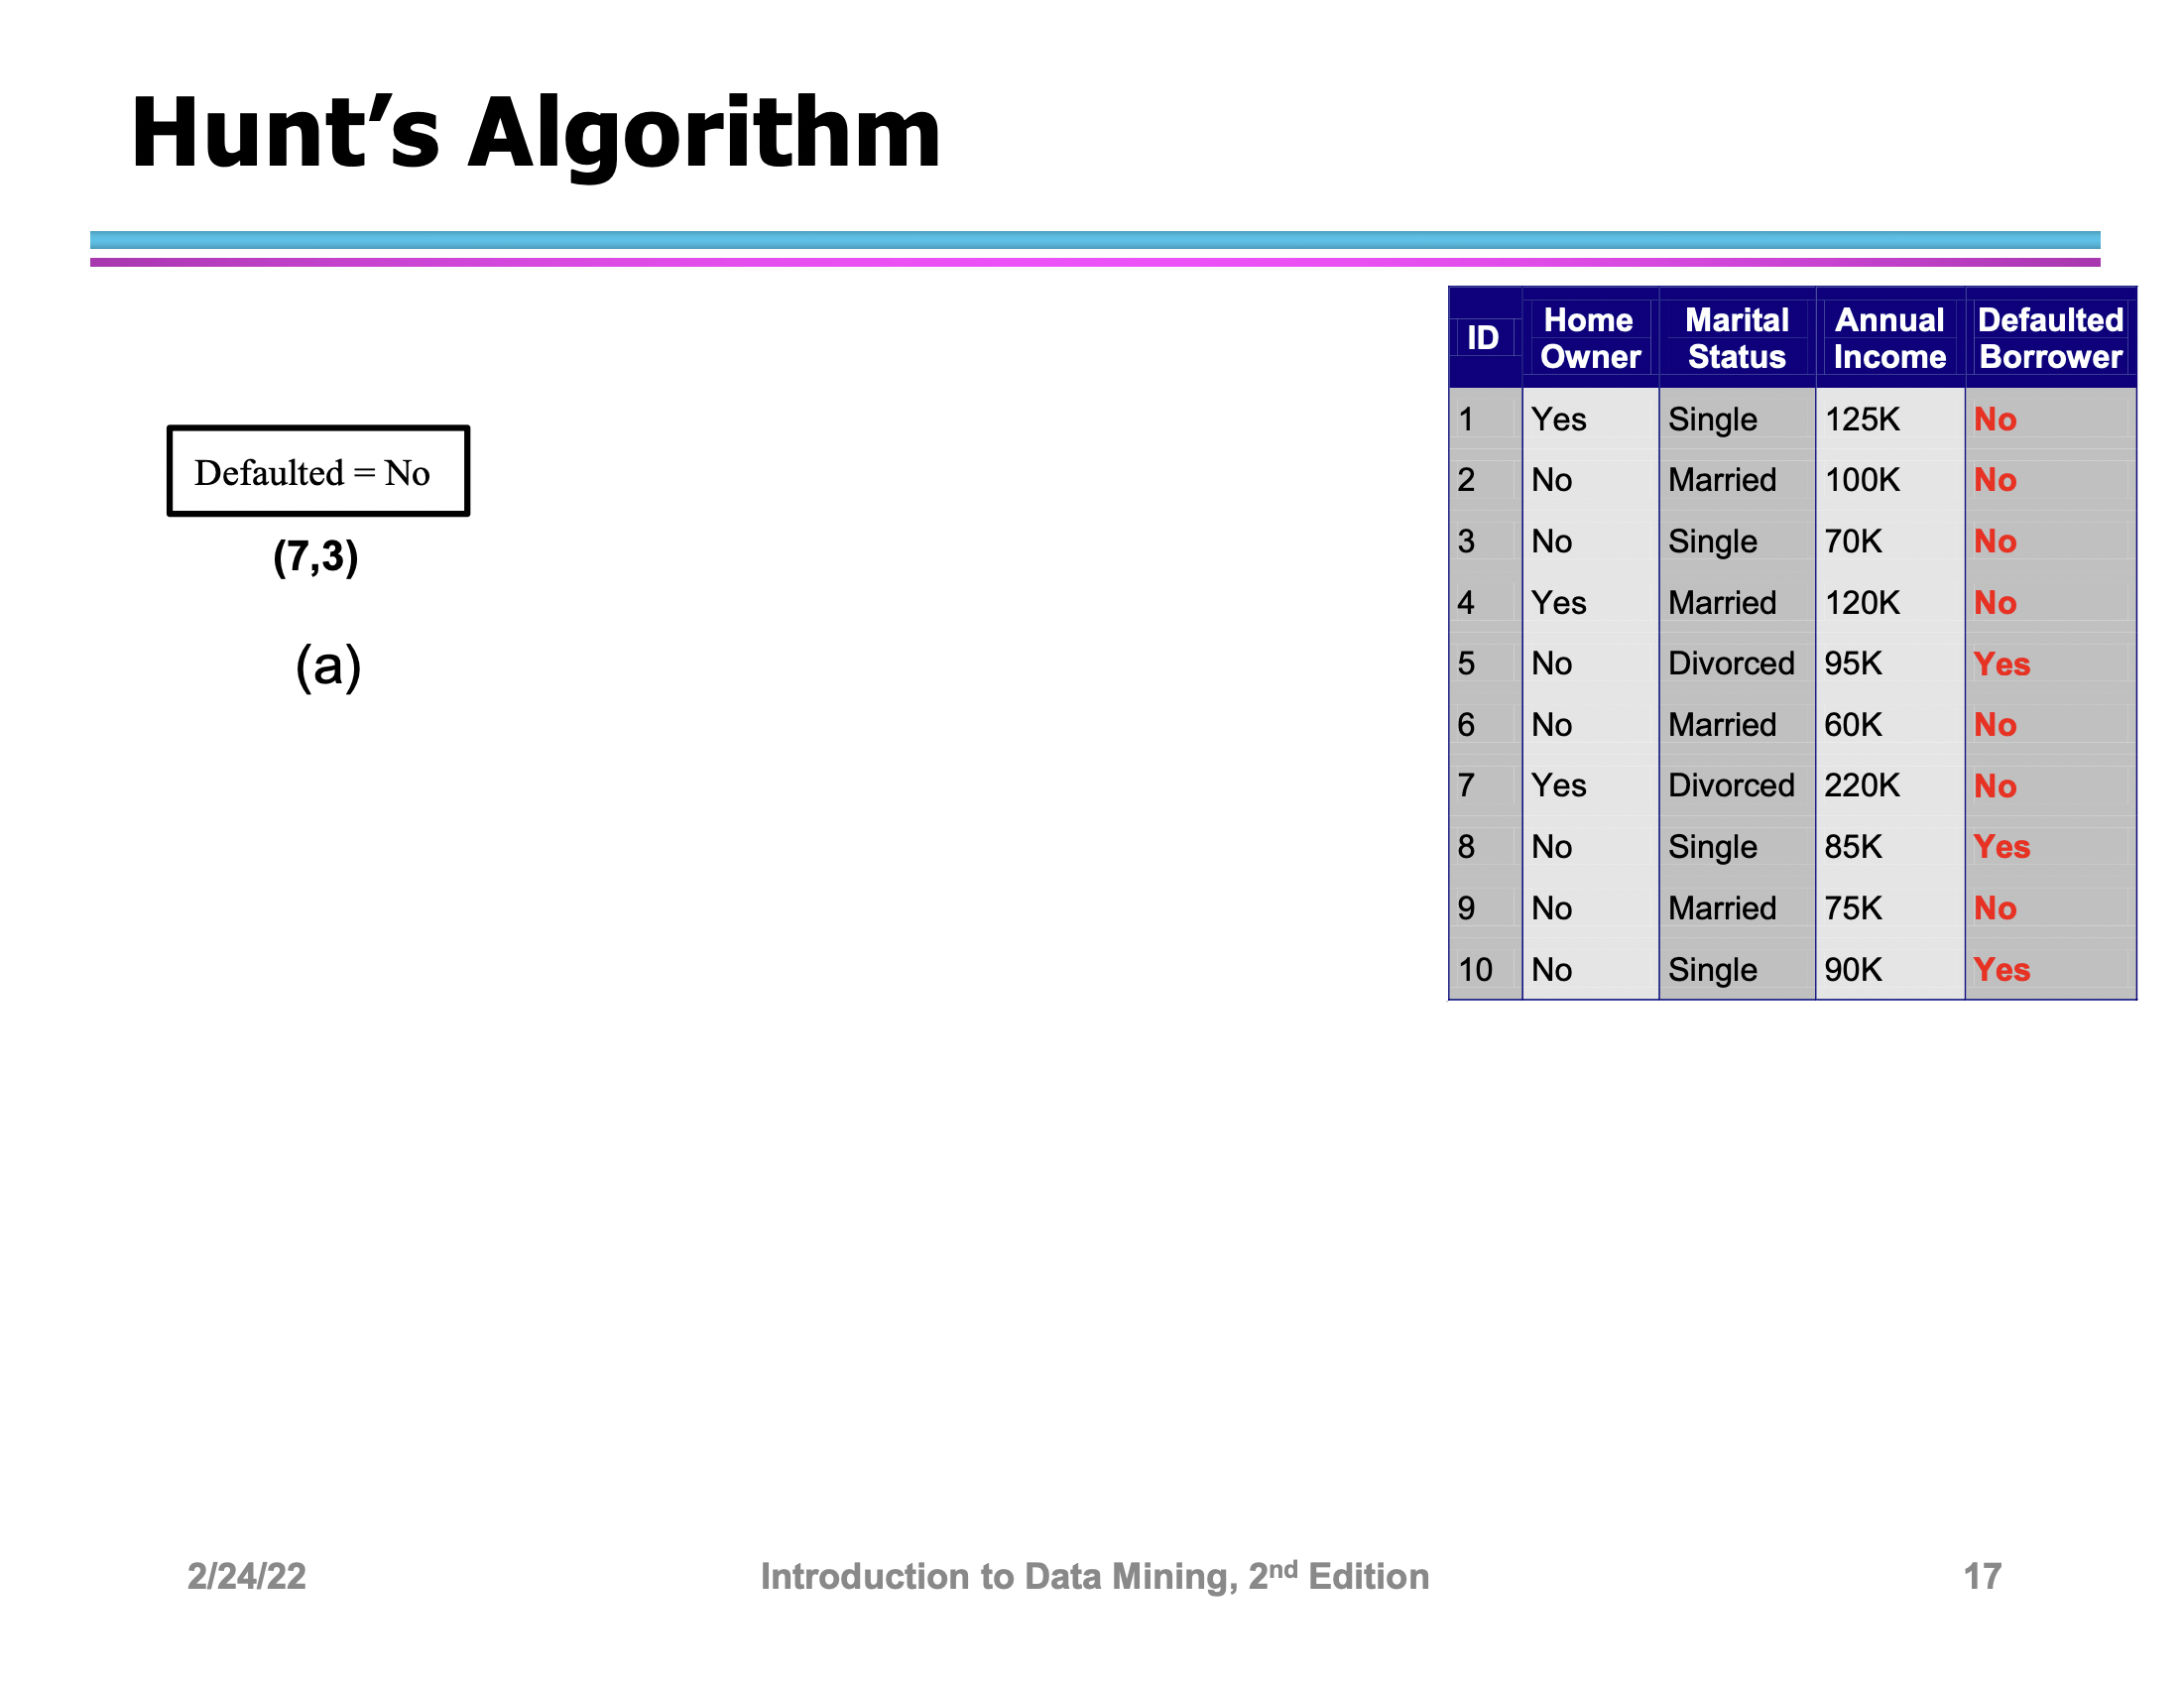 Hunt’s Algorithm
Defaulted = No
(7,3)
(a)
ID Home Owner Marital Status Annual Income Defaulted Borrower
1 Yes Single 125K No
2 No Married 100K No
3 No Single 70K No
4 Yes Married 120K No
5 No Divorced 95K Yes
6 No Married 60K No
7 Yes Divorced 220K No
8 No Single 85K Yes
9 No Married 75K No
10 No Single 90K Yes
2/24/22 Introduction to Data Mining, 2nd Edition 17